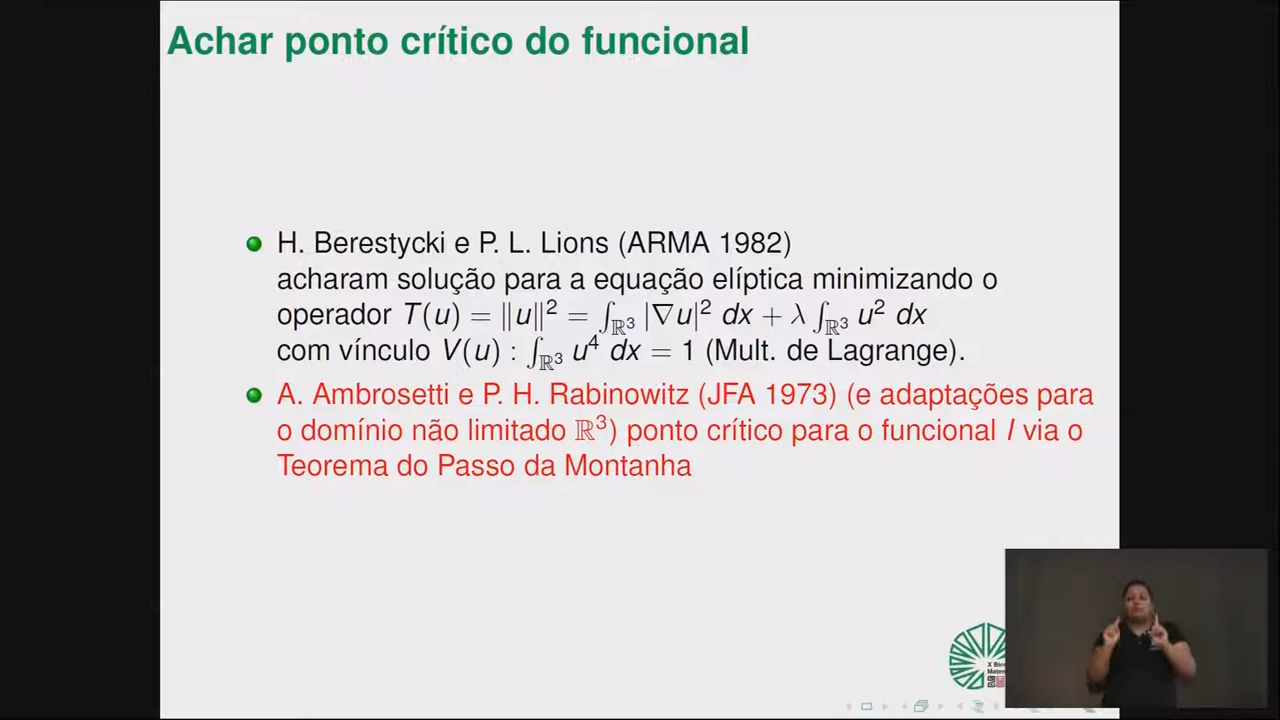 Achar ponto crítico do funcional
H. Berestycki e P. L. Lions (ARMA 1982)
acharam solução para a equação elíptica minimizando o
operador T(u) = ‖u‖² = ∫_{ℝ³} |∇u|² dx + λ ∫_{ℝ³} u² dx
com vínculo V(u) : ∫_{ℝ³} u⁴ dx = 1 (Mult. de Lagrange).
A. Ambrosetti e P. H. Rabinowitz (JFA 1973) (e adaptações para
o domínio não limitado ℝ³) ponto crítico para o funcional I via o
Teorema do Passo da Montanha